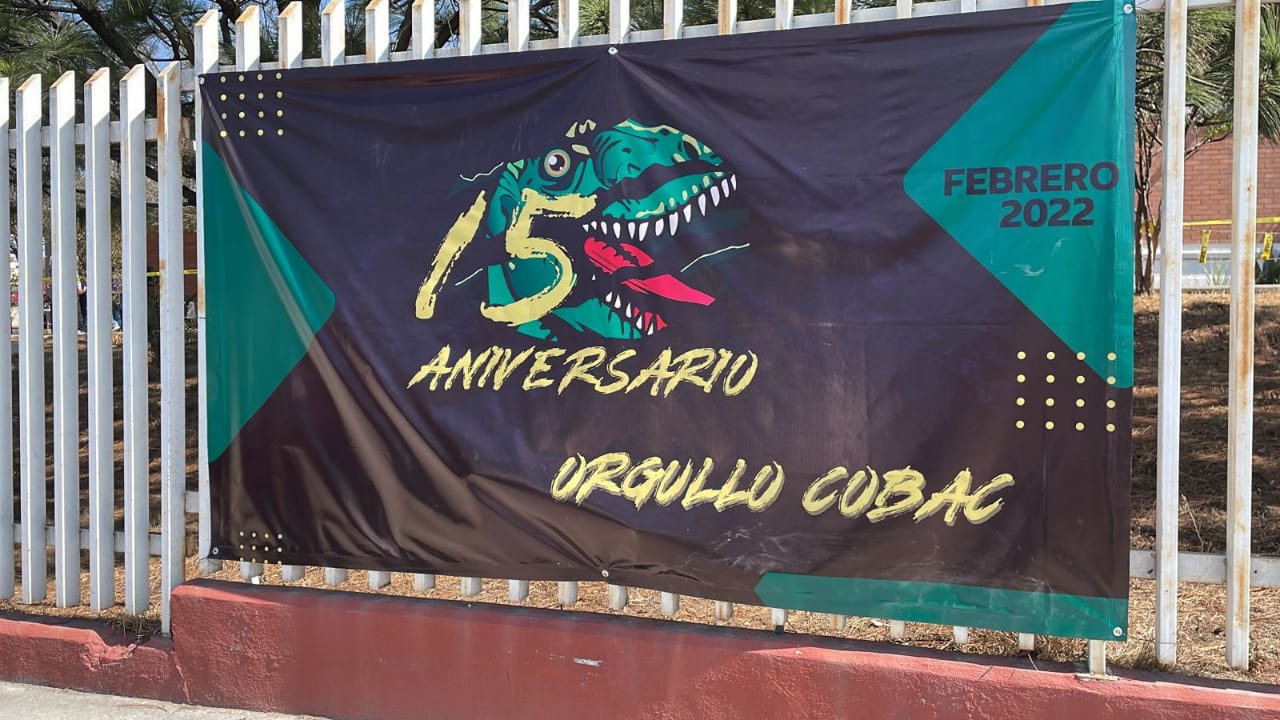 15
ANIVERSARIO
ORGULLO COBAC
FEBRERO
2022